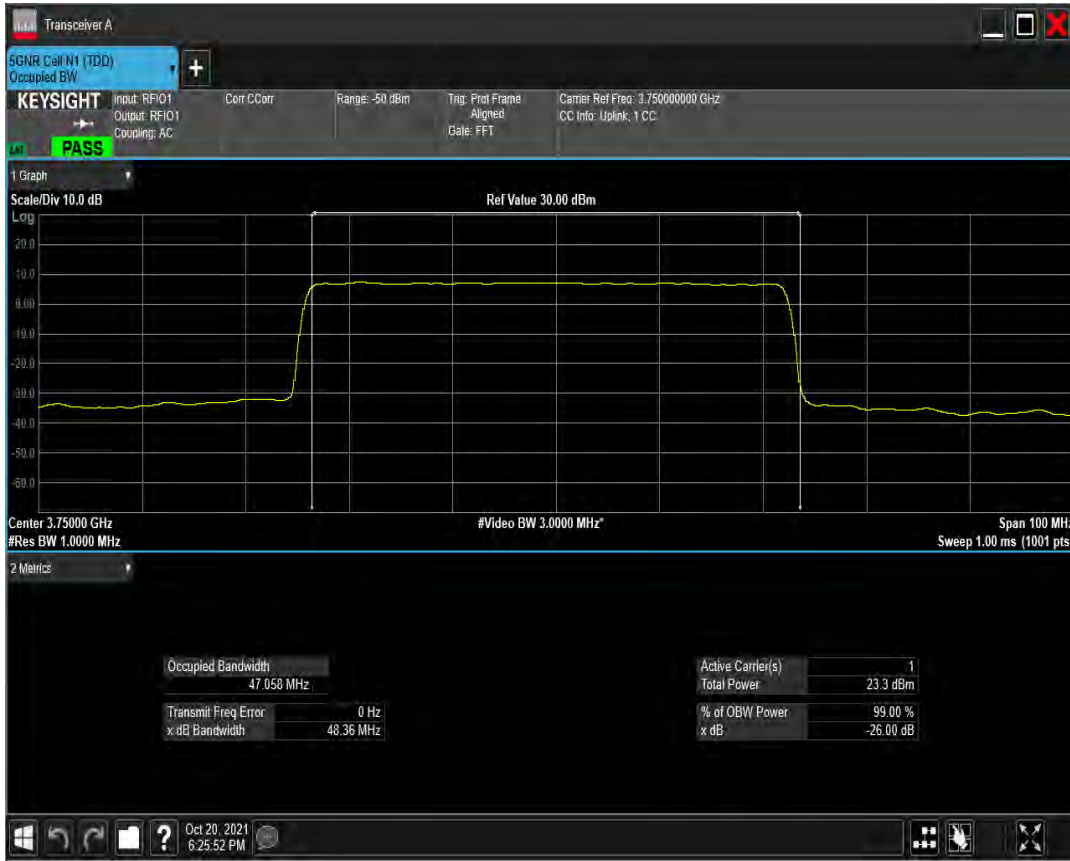 Transceiver A
5GNR Cell N1 (TDD)
Occupied BW
+
KEYSIGHT
Input: RFIO1
Output: RFIO1
Coupling: AC
Corr CCorr
Range: -50 dBm
Trig: Prot Frame
Aligned
Gate: FFT
Carrier Ref Freq: 3.750000000 GHz
CC Info: Uplink, 1 CC
PASS
1 Graph
Scale/Div 10.0 dB
Ref Value 30.00 dBm
Log
20.0
10.0
0.00
-10.0
-20.0
-30.0
-40.0
-50.0
-60.0
Center 3.75000 GHz
#Video BW 3.0000 MHz*
Span 100 MHz
#Res BW 1.0000 MHz
Sweep 1.00 ms (1001 pts
2 Metrics
Occupied Bandwidth
47.058 MHz
Transmit Freq Error 0 Hz
x dB Bandwidth 48.36 MHz
Active Carrier(s) 1
Total Power 23.3 dBm
% of OBW Power 99.00 %
x dB -26.00 dB
?
Oct 20, 2021
6:25:52 PM